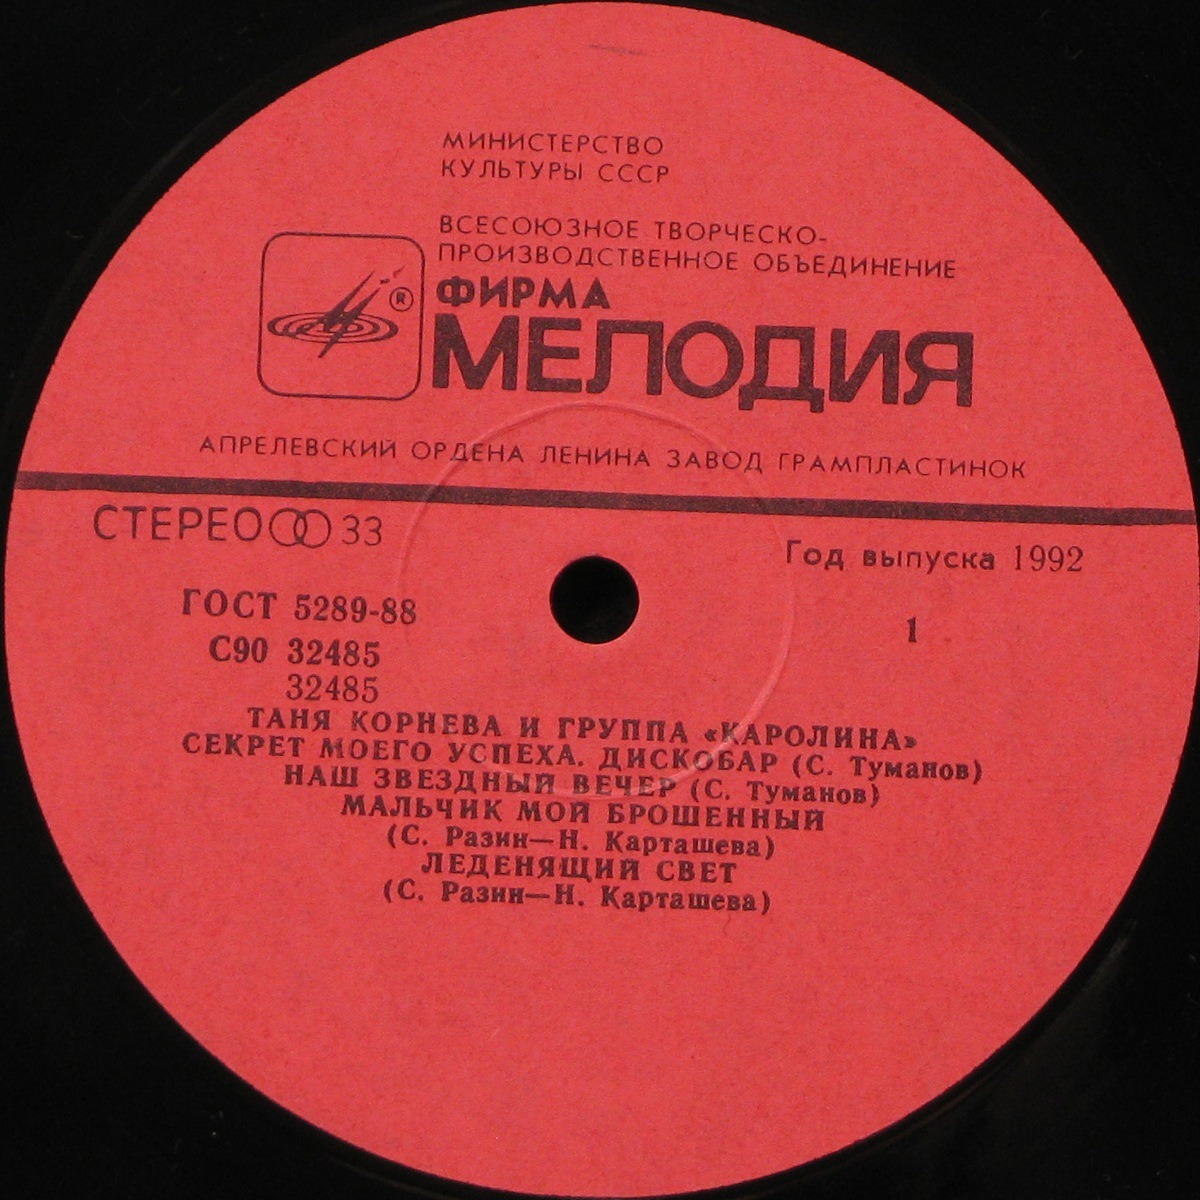 МИНИСТЕРСТВО
КУЛЬТУРЫ СССР
ВСЕСОЮЗНОЕ ТВОРЧЕСКО-
ПРОИЗВОДСТВЕННОЕ ОБЪЕДИНЕНИЕ
®
ФИРМА
МЕЛОДИЯ
АПРЕЛЕВСКИЙ ОРДЕНА ЛЕНИНА ЗАВОД ГРАМПЛАСТИНОК
СТЕРЕО 33
Год выпуска 1992
ГОСТ 5289-88
1
С90 32485
32485
ТАНЯ КОРНЕВА И ГРУППА «КАРОЛИНА»
СЕКРЕТ МОЕГО УСПЕХА. ДИСКОБАР (С. Туманов)
НАШ ЗВЕЗДНЫЙ ВЕЧЕР (С. Туманов)
МАЛЬЧИК МОЙ БРОШЕННЫЙ
(С. Разин—Н. Карташева)
ЛЕДЕНЯЩИЙ СВЕТ
(С. Разин—Н. Карташева)